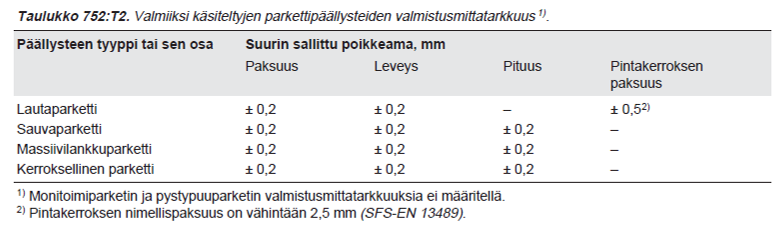 Taulukko 752:T2. Valmiiksi käsiteltyjen parkettipäällysteiden valmistusmittatarkkuus 1).
Päällysteen tyyppi tai sen osa Suurin sallittu poikkeama, mm
Paksuus Leveys Pituus Pintakerroksen
paksuus
Lautaparketti ± 0,2 ± 0,2 – ± 0,52)
Sauvaparketti ± 0,2 ± 0,2 ± 0,2 –
Massiivilankkuparketti ± 0,2 ± 0,2 ± 0,2 –
Kerroksellinen parketti ± 0,2 ± 0,2 ± 0,2 –
1) Monitoimiparketin ja pystypuuparketin valmistusmittatarkkuuksia ei määritellä.
2) Pintakerroksen nimellispaksuus on vähintään 2,5 mm (SFS-EN 13489).